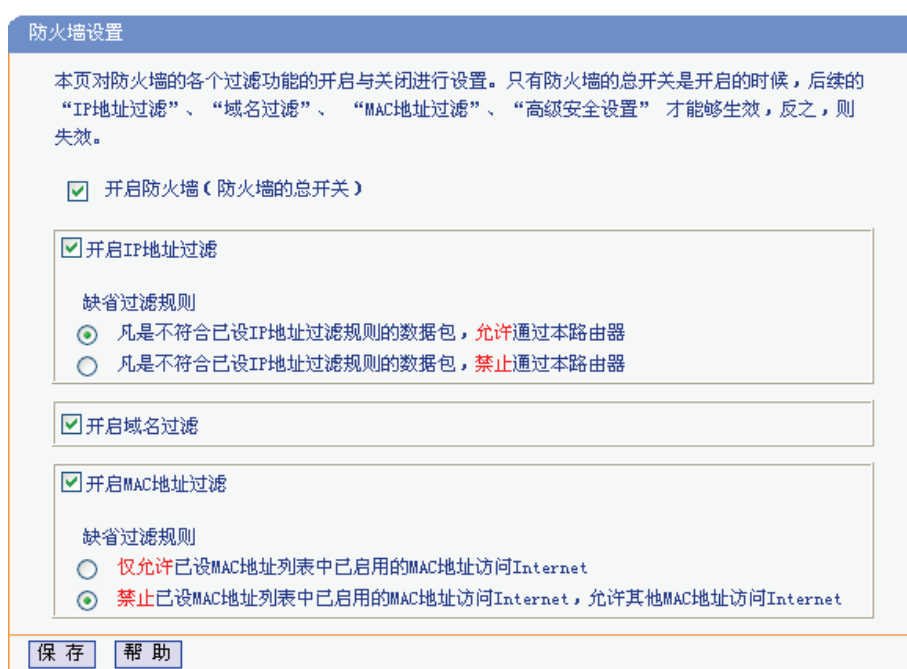 防火墙设置
本页对防火墙的各个过滤功能的开启与关闭进行设置。只有防火墙的总开关是开启的时候，后续的
“IP地址过滤”、“域名过滤”、 “MAC地址过滤”、“高级安全设置” 才能够生效，反之，则
失效。
开启防火墙（防火墙的总开关）
开启IP地址过滤
缺省过滤规则
凡是不符合已设IP地址过滤规则的数据包，允许通过本路由器
凡是不符合已设IP地址过滤规则的数据包，禁止通过本路由器
开启域名过滤
开启MAC地址过滤
缺省过滤规则
仅允许已设MAC地址列表中已启用的MAC地址访问Internet
禁止已设MAC地址列表中已启用的MAC地址访问Internet，允许其他MAC地址访问Internet
保 存 帮 助